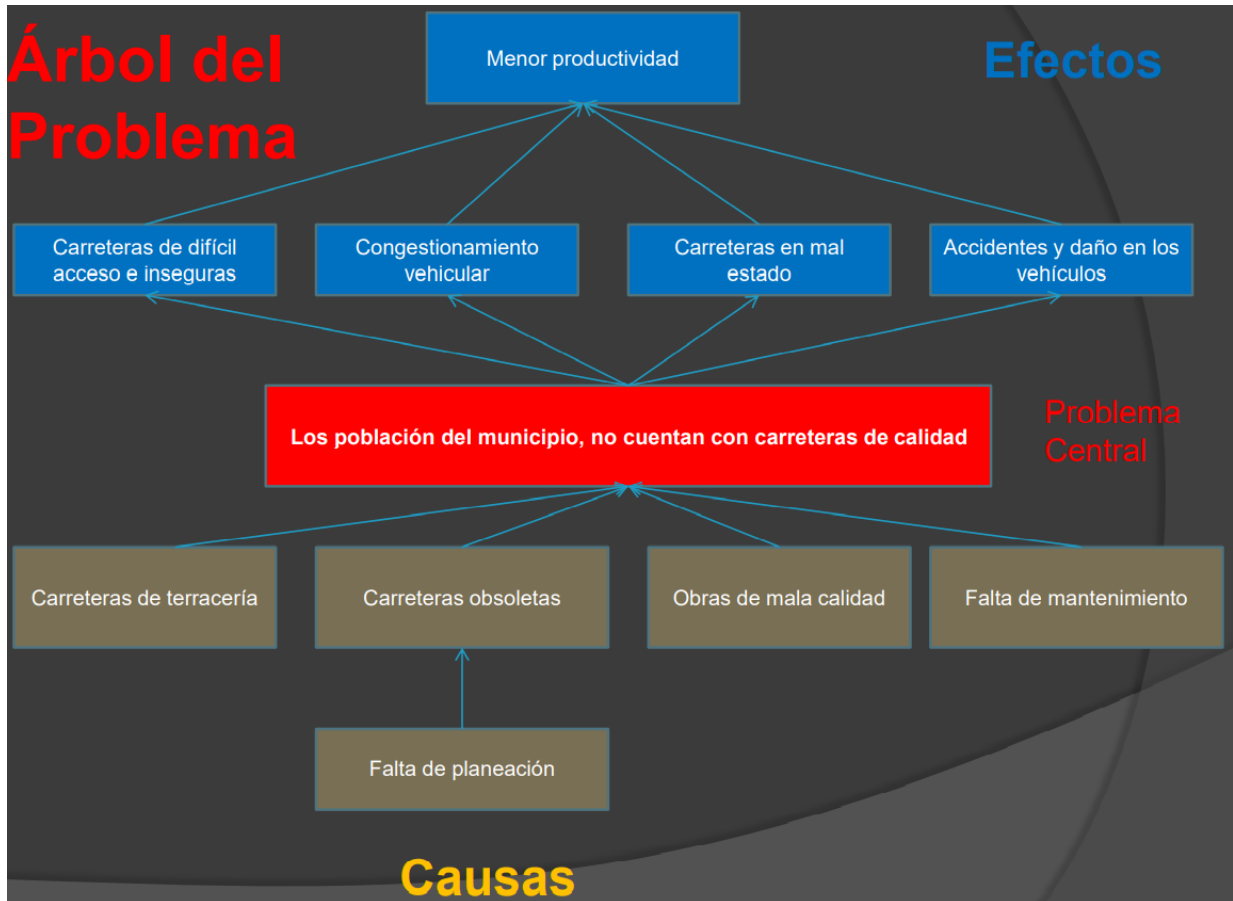 Árbol del
Problema
Menor productividad
Efectos
Carreteras de difícil
acceso e inseguras
Congestionamiento
vehicular
Carreteras en mal
estado
Accidentes y daño en los
vehículos
Los población del municipio, no cuentan con carreteras de calidad
Problema
Central
Carreteras de terracería
Carreteras obsoletas
Obras de mala calidad
Falta de mantenimiento
Falta de planeación
Causas